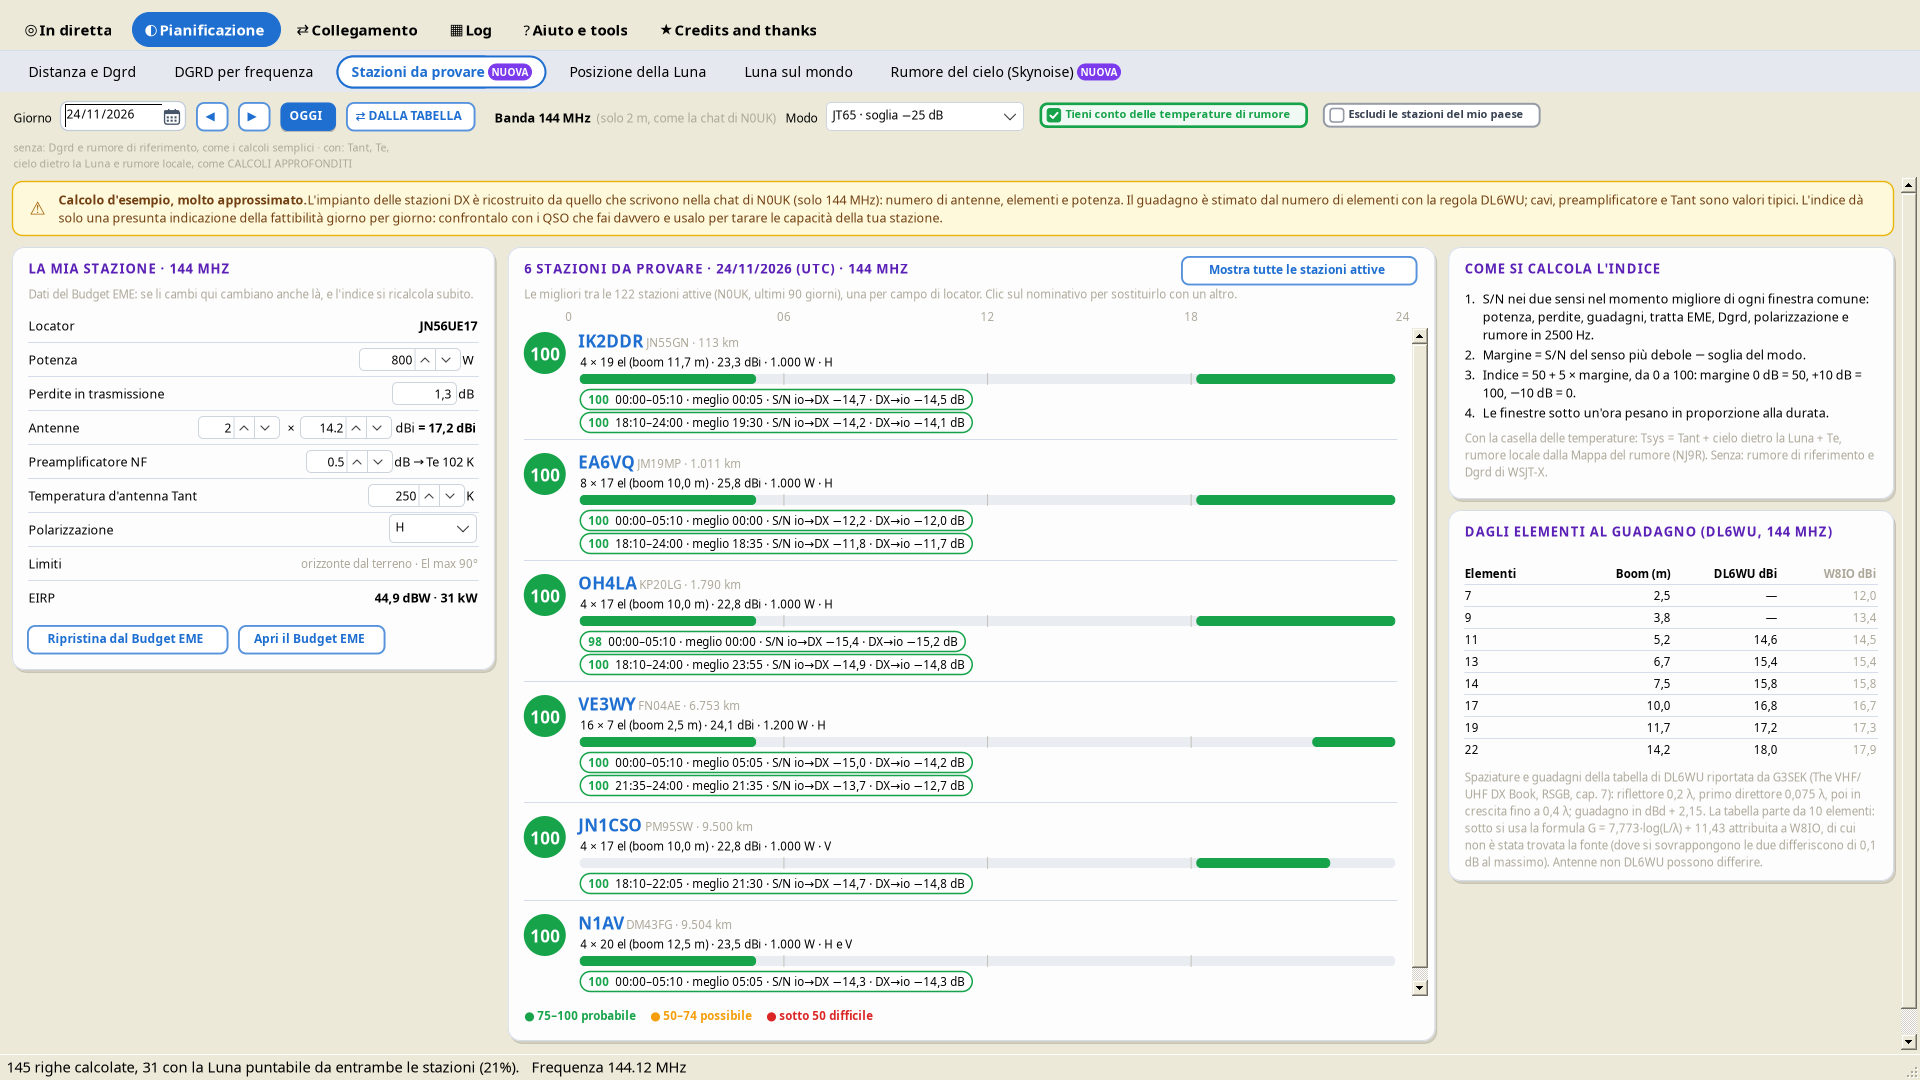 ◎ In diretta ◐ Pianificazione ⇄ Collegamento ▦ Log ? Aiuto e tools ★ Credits and thanks
Distanza e Dgrd DGRD per frequenza Stazioni da provare NUOVA Posizione della Luna Luna sul mondo Rumore del cielo (Skynoise) NUOVA
Giorno 24/11/2026 ◀ ▶ OGGI ⇄ DALLA TABELLA Banda 144 MHz (solo 2 m, come la chat di N0UK) Modo JT65 · soglia −25 dB Tieni conto delle temperature di rumore Escludi le stazioni del mio paese
senza: Dgrd e rumore di riferimento, come i calcoli semplici · con: Tant, Te,
cielo dietro la Luna e rumore locale, come CALCOLI APPROFONDITI
⚠ Calcolo d'esempio, molto approssimato.L'impianto delle stazioni DX è ricostruito da quello che scrivono nella chat di N0UK (solo 144 MHz): numero di antenne, elementi e potenza. Il guadagno è stimato dal numero di elementi con la regola DL6WU; cavi, preamplificatore e Tant sono valori tipici. L'indice dà
solo una presunta indicazione della fattibilità giorno per giorno: confrontalo con i QSO che fai davvero e usalo per tarare le capacità della tua stazione.
LA MIA STAZIONE · 144 MHZ
Dati del Budget EME: se li cambi qui cambiano anche là, e l'indice si ricalcola subito.
Locator JN56UE17
Potenza 800 W
Perdite in trasmissione 1,3 dB
Antenne 2 × 14.2 dBi = 17,2 dBi
Preamplificatore NF 0.5 dB → Te 102 K
Temperatura d'antenna Tant 250 K
Polarizzazione H
Limiti orizzonte dal terreno · El max 90°
EIRP 44,9 dBW · 31 kW
Ripristina dal Budget EME Apri il Budget EME
6 STAZIONI DA PROVARE · 24/11/2026 (UTC) · 144 MHZ Mostra tutte le stazioni attive
Le migliori tra le 122 stazioni attive (N0UK, ultimi 90 giorni), una per campo di locator. Clic sul nominativo per sostituirlo con un altro.
0 06 12 18 24
100 IK2DDR JN55GN · 113 km
4 × 19 el (boom 11,7 m) · 23,3 dBi · 1.000 W · H
100 00:00–05:10 · meglio 00:05 · S/N io→DX −14,7 · DX→io −14,5 dB
100 18:10–24:00 · meglio 19:30 · S/N io→DX −14,2 · DX→io −14,1 dB
100 EA6VQ JM19MP · 1.011 km
8 × 17 el (boom 10,0 m) · 25,8 dBi · 1.000 W · H
100 00:00–05:10 · meglio 00:00 · S/N io→DX −12,2 · DX→io −12,0 dB
100 18:10–24:00 · meglio 18:35 · S/N io→DX −11,8 · DX→io −11,7 dB
100 OH4LA KP20LG · 1.790 km
4 × 17 el (boom 10,0 m) · 22,8 dBi · 1.000 W · H
98 00:00–05:10 · meglio 00:00 · S/N io→DX −15,4 · DX→io −15,2 dB
100 18:10–24:00 · meglio 23:55 · S/N io→DX −14,9 · DX→io −14,8 dB
100 VE3WY FN04AE · 6.753 km
16 × 7 el (boom 2,5 m) · 24,1 dBi · 1.200 W · H
100 00:00–05:10 · meglio 05:05 · S/N io→DX −15,0 · DX→io −14,2 dB
100 21:35–24:00 · meglio 21:35 · S/N io→DX −13,7 · DX→io −12,7 dB
100 JN1CSO PM95SW · 9.500 km
4 × 17 el (boom 10,0 m) · 22,8 dBi · 1.000 W · V
100 18:10–22:05 · meglio 21:30 · S/N io→DX −14,7 · DX→io −14,8 dB
100 N1AV DM43FG · 9.504 km
4 × 20 el (boom 12,5 m) · 23,5 dBi · 1.000 W · H e V
100 00:00–05:10 · meglio 05:05 · S/N io→DX −14,3 · DX→io −14,3 dB
● 75–100 probabile ● 50–74 possibile ● sotto 50 difficile
COME SI CALCOLA L'INDICE
1. S/N nei due sensi nel momento migliore di ogni finestra comune:
potenza, perdite, guadagni, tratta EME, Dgrd, polarizzazione e
rumore in 2500 Hz.
2. Margine = S/N del senso più debole − soglia del modo.
3. Indice = 50 + 5 × margine, da 0 a 100: margine 0 dB = 50, +10 dB =
100, −10 dB = 0.
4. Le finestre sotto un'ora pesano in proporzione alla durata.
Con la casella delle temperature: Tsys = Tant + cielo dietro la Luna + Te,
rumore locale dalla Mappa del rumore (NJ9R). Senza: rumore di riferimento e
Dgrd di WSJT-X.
DAGLI ELEMENTI AL GUADAGNO (DL6WU, 144 MHZ)
Elementi Boom (m) DL6WU dBi W8IO dBi
7 2,5 — 12,0
9 3,8 — 13,4
11 5,2 14,6 14,5
13 6,7 15,4 15,4
14 7,5 15,8 15,8
17 10,0 16,8 16,7
19 11,7 17,2 17,3
22 14,2 18,0 17,9
Spaziature e guadagni della tabella di DL6WU riportata da G3SEK (The VHF/
UHF DX Book, RSGB, cap. 7): riflettore 0,2 λ, primo direttore 0,075 λ, poi in
crescita fino a 0,4 λ; guadagno in dBd + 2,15. La tabella parte da 10 elementi:
sotto si usa la formula G = 7,773·log(L/λ) + 11,43 attribuita a W8IO, di cui
non è stata trovata la fonte (dove si sovrappongono le due differiscono di 0,1
dB al massimo). Antenne non DL6WU possono differire.
145 righe calcolate, 31 con la Luna puntabile da entrambe le stazioni (21%). Frequenza 144.12 MHz